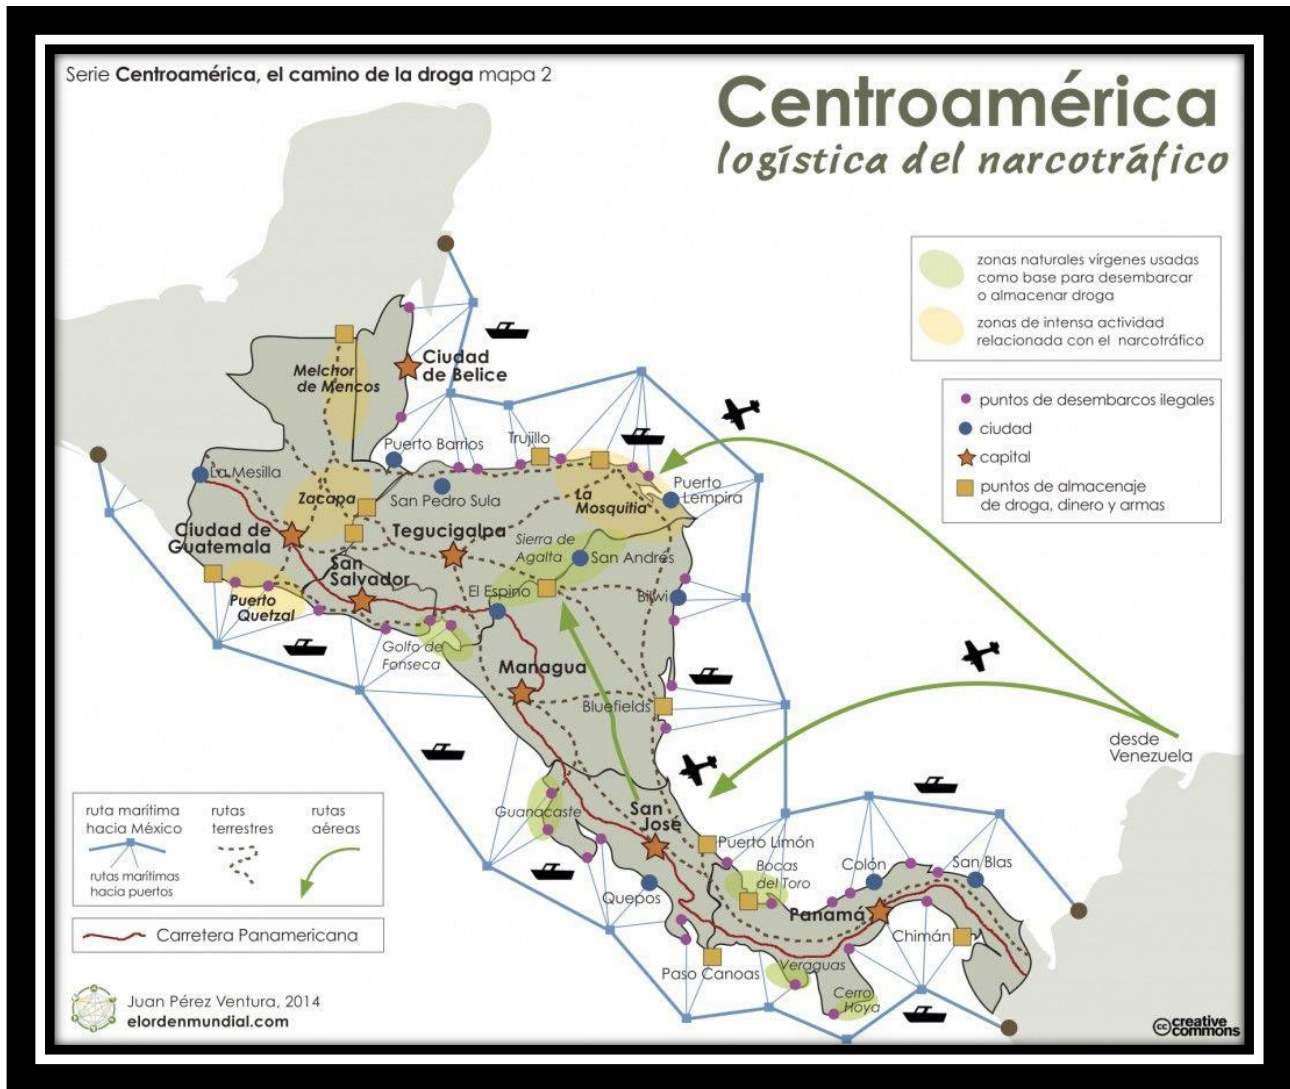 Serie Centroamérica, el camino de la droga mapa 2
Centroamérica
logística del narcotráfico
zonas naturales vírgenes usadas
como base para desembarcar
o almacenar droga
zonas de intensa actividad
relacionada con el narcotráfico
puntos de desembarcos ilegales
ciudad
capital
puntos de almacenaje
de droga, dinero y armas
Melchor
de Mencos
Ciudad
de Belice
Puerto Barrios
Trujillo
La Mesilla
San Pedro Sula
Zacapa
La
Mosquitia
Puerto
Lempira
Ciudad de
Guatemala
Tegucigalpa
Sierra de
Agalta
San Andrés
San
Salvador
El Espino
Bilwi
Puerto
Quetzal
Golfo de
Fonseca
Managua
Bluefields
desde
Venezuela
Guanacaste
San
José
Puerto Limón
Bocas
del Toro
Colón
San Blas
Quepos
Panamá
Chimán
Paso Canoas
Veraguas
Cerro
Hoya
ruta marítima
hacia México
rutas
terrestres
rutas
aéreas
rutas marítimas
hacia puertos
Carretera Panamericana
Juan Pérez Ventura, 2014
elordenmundial.com
cc creative
commons